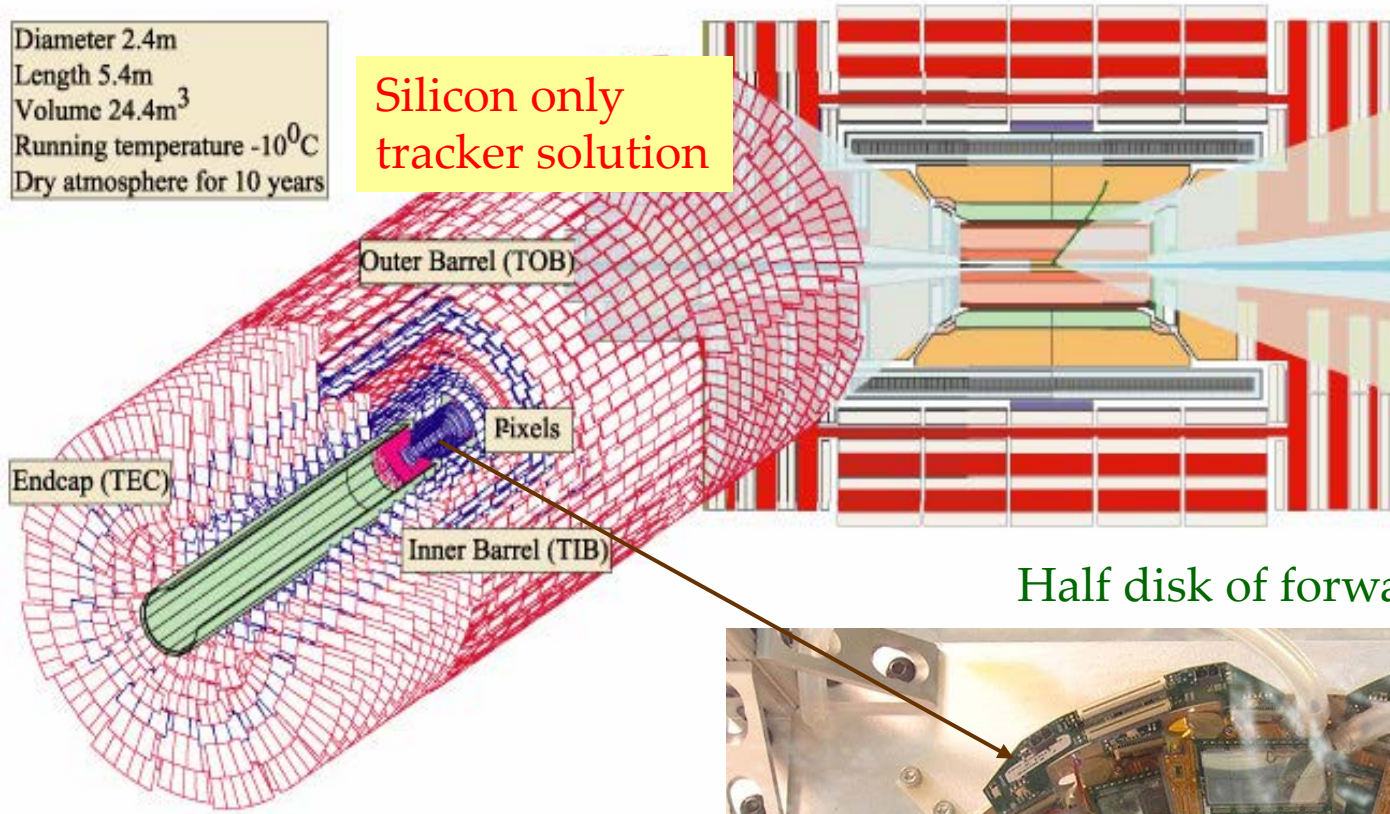 Diameter 2.4m
Length 5.4m
Volume 24.4m3
Running temperature -10⁰C
Dry atmosphere for 10 years
Silicon only
tracker solution
Outer Barrel (TOB)
Pixels
Endcap (TEC)
Inner Barrel (TIB)
Half disk of forwa